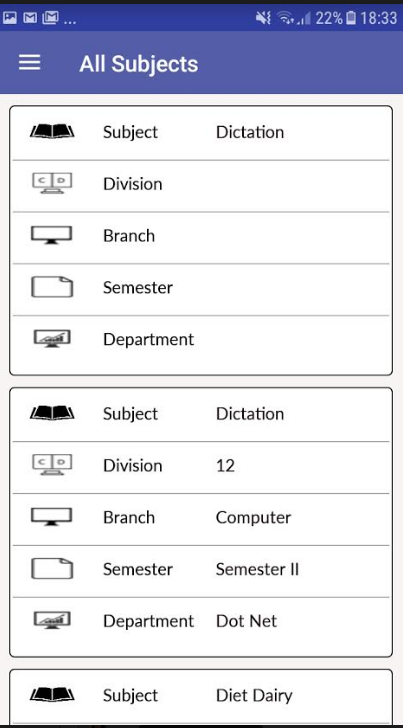 ... 22% 18:33
All Subjects
Subject Dictation
C D Division
Branch
Semester
Department
Subject Dictation
C D Division 12
Branch Computer
Semester Semester II
Department Dot Net
Subject Diet Dairy